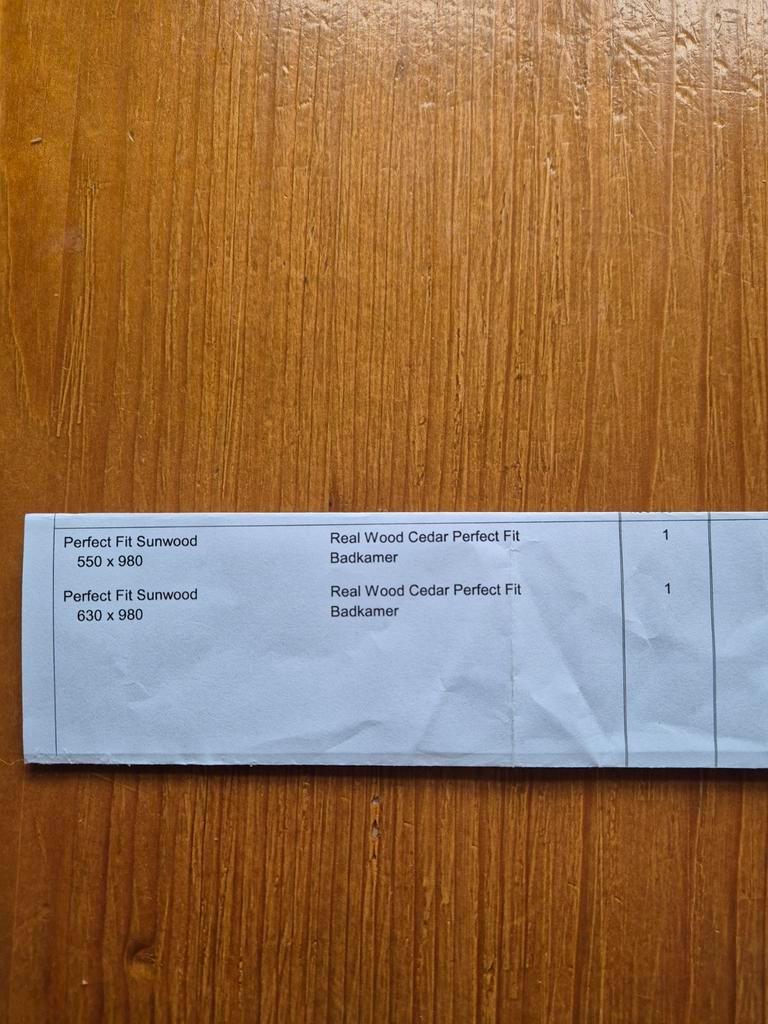 Perfect Fit Sunwood Real Wood Cedar Perfect Fit 1
550 x 980 Badkamer
Perfect Fit Sunwood Real Wood Cedar Perfect Fit 1
630 x 980 Badkamer